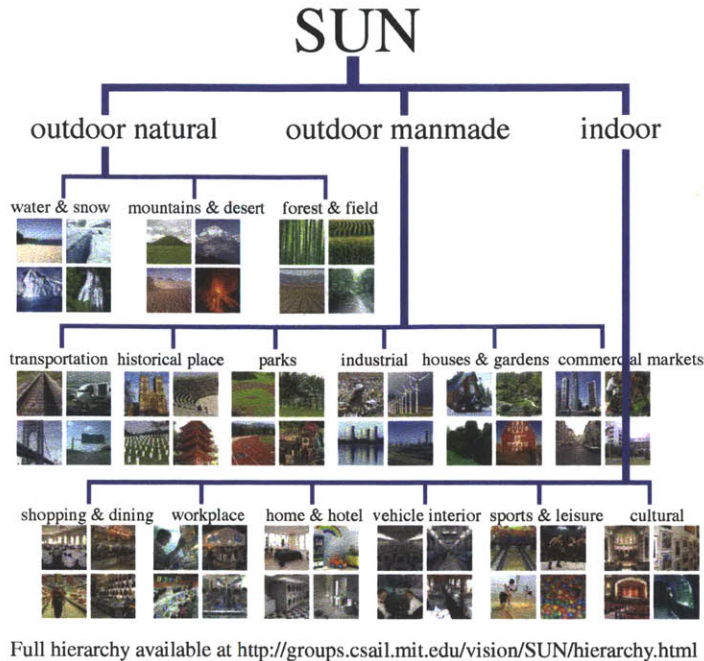 SUN
outdoor natural outdoor manmade indoor
water & snow mountains & desert forest & field
transportation historical place parks industrial houses & gardens commercial markets
shopping & dining workplace home & hotel vehicle interior sports & leisure cultural
Full hierarchy available at http://groups.csail.mit.edu/vision/SUN/hierarchy.html